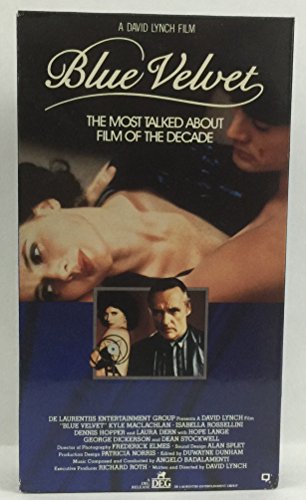 A DAVID LYNCH FILM
Blue Velvet
THE MOST TALKED ABOUT
FILM OF THE DECADE
DE LAURENTIIS ENTERTAINMENT GROUP Presents A DAVID LYNCH Film
"BLUE VELVET" KYLE MACLACHLAN · ISABELLA ROSSELLINI
DENNIS HOPPER and LAURA DERN with HOPE LANGE
GEORGE DICKERSON and DEAN STOCKWELL
Director of Photography FREDERICK ELMES · Sound Design ALAN SPLET
Production Design PATRICIA NORRIS · Edited by DUWAYNE DUNHAM
Music Composed and Conducted by ANGELO BADALAMENTI
Executive Producer RICHARD ROTH · Written and Directed by DAVID LYNCH
DEG